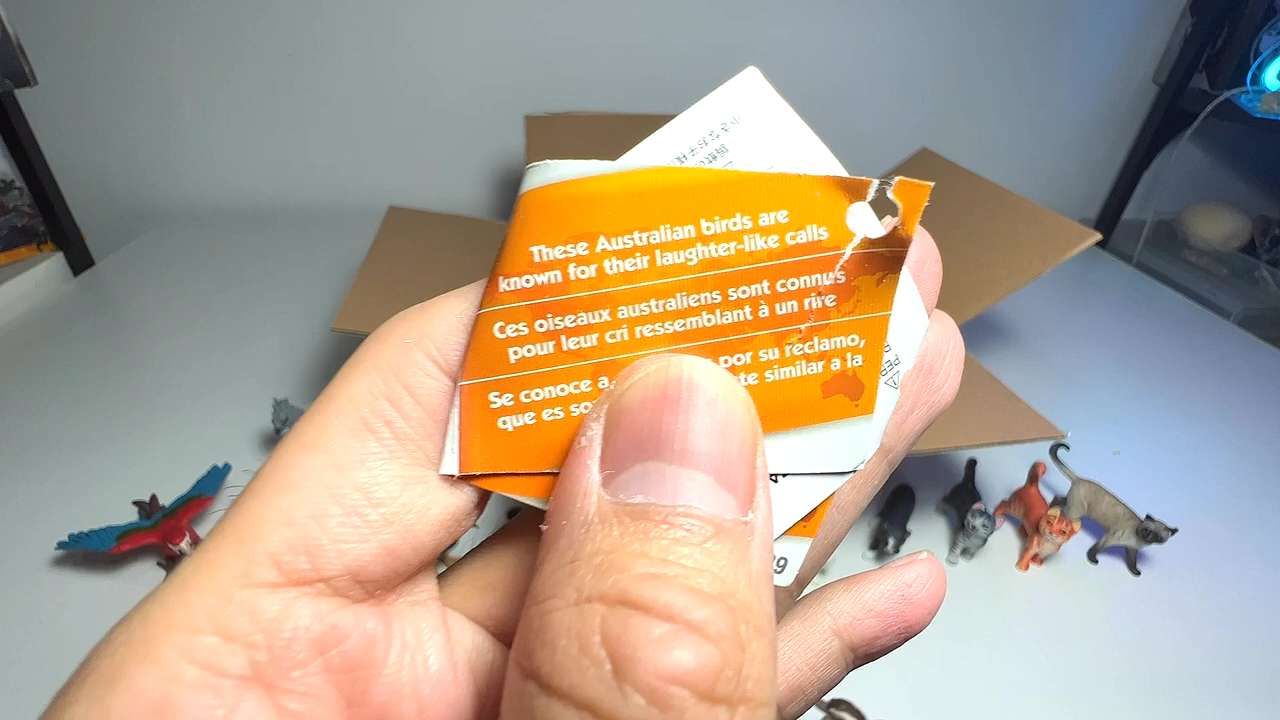 These Australian birds are
known for their laughter-like calls
Ces oiseaux australiens sont connus
pour leur cri ressemblant à un rire
Se conoce a por su reclamo,
que es similar a la